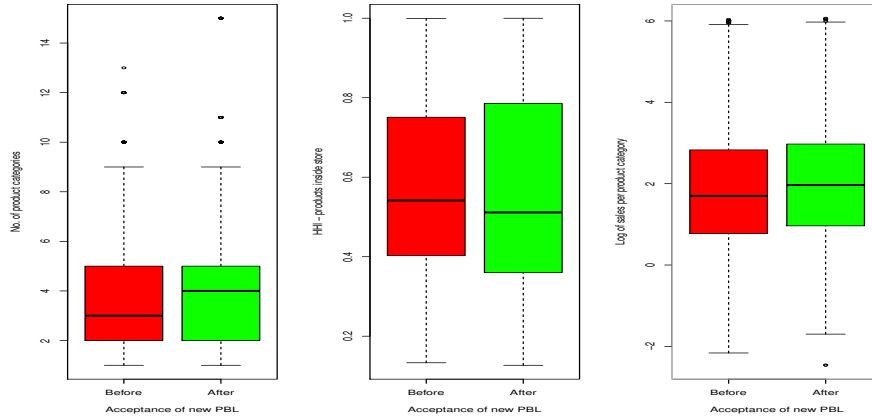 No. of product categories
14
12
10
8
6
4
2
Before After
Acceptance of new PBL
HHI – products inside store
1.0
0.8
0.6
0.4
0.2
Before After
Acceptance of new PBL
Log of sales per product category
6
4
2
0
−2
Before After
Acceptance of new PBL